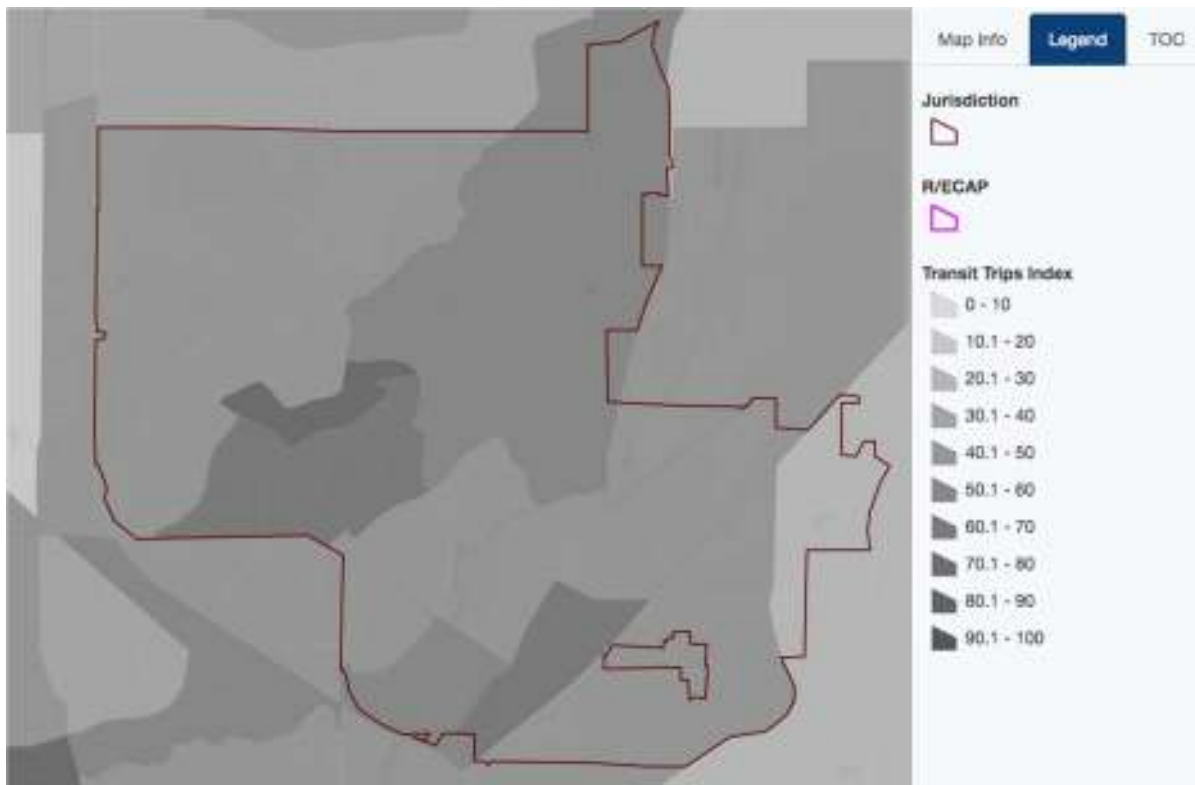 Map Info Legend TOC
Jurisdiction
R/ECAP
Transit Trips Index
0 - 10
10.1 - 20
20.1 - 30
30.1 - 40
40.1 - 50
50.1 - 60
60.1 - 70
70.1 - 80
80.1 - 90
90.1 - 100